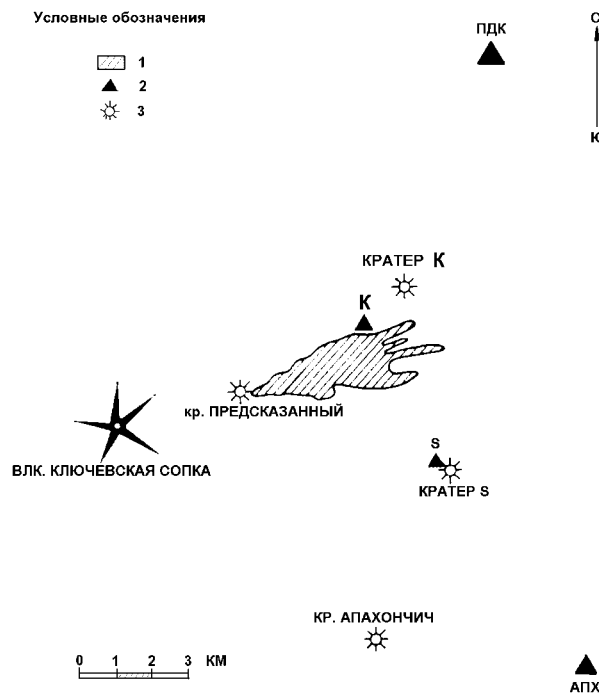 Условные обозначения
1
2
3
ПДК
С
Ю
КРАТЕР К
К
кр. ПРЕДСКАЗАННЫЙ
ВЛК. КЛЮЧЕВСКАЯ СОПКА
S
КРАТЕР S
КР. АПАХОНЧИЧ
0 1 2 3 КМ
АПХ